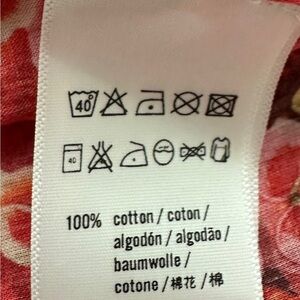 40°
40
100% cotton / coton /
algodón / algodão /
baumwolle /
cotone / 棉花 / 棉